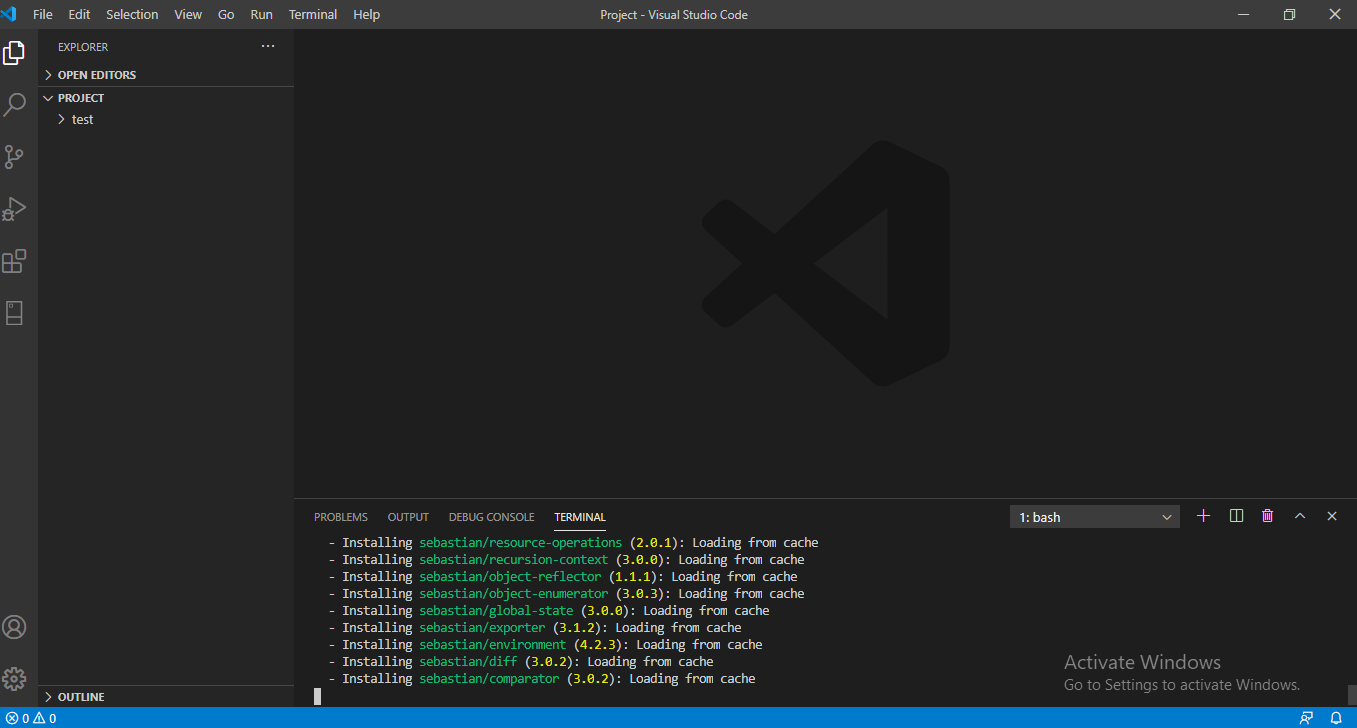 File Edit Selection View Go Run Terminal Help
Project - Visual Studio Code
EXPLORER
OPEN EDITORS
PROJECT
test
PROBLEMS OUTPUT DEBUG CONSOLE TERMINAL
1: bash
- Installing sebastian/resource-operations (2.0.1): Loading from cache
- Installing sebastian/recursion-context (3.0.0): Loading from cache
- Installing sebastian/object-reflector (1.1.1): Loading from cache
- Installing sebastian/object-enumerator (3.0.3): Loading from cache
- Installing sebastian/global-state (3.0.0): Loading from cache
- Installing sebastian/exporter (3.1.2): Loading from cache
- Installing sebastian/environment (4.2.3): Loading from cache
- Installing sebastian/diff (3.0.2): Loading from cache
- Installing sebastian/comparator (3.0.2): Loading from cache
Activate Windows
Go to Settings to activate Windows.
OUTLINE
0 0